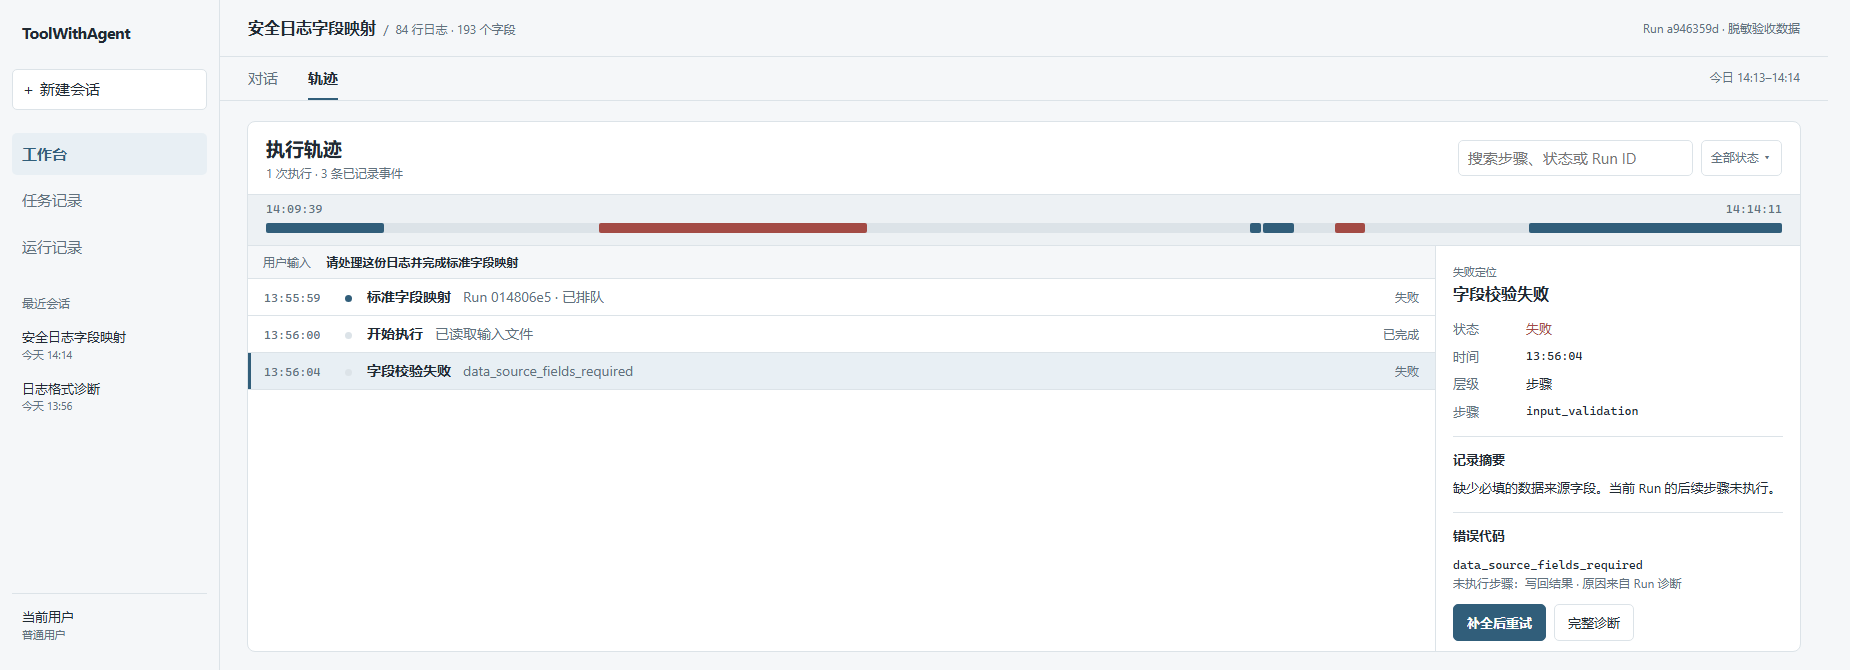 ToolWithAgent
+ 新建会话
工作台
任务记录
运行记录
最近会话
安全日志字段映射
今天 14:14
日志格式诊断
今天 13:56
当前用户
普通用户
安全日志字段映射 / 84 行日志 · 193 个字段
Run a946359d · 脱敏验收数据
对话 轨迹
今日 14:13–14:14
执行轨迹
1 次执行 · 3 条已记录事件
搜索步骤、状态或 Run ID
全部状态
14:09:39
14:14:11
用户输入 请处理这份日志并完成标准字段映射
13:55:59 标准字段映射 Run 014806e5 · 已排队 失败
13:56:00 开始执行 已读取输入文件 已完成
13:56:04 字段校验失败 data_source_fields_required 失败
失败定位
字段校验失败
状态 失败
时间 13:56:04
层级 步骤
步骤 input_validation
记录摘要
缺少必填的数据来源字段。当前 Run 的后续步骤未执行。
错误代码
data_source_fields_required
未执行步骤：写回结果 · 原因来自 Run 诊断
补全后重试
完整诊断